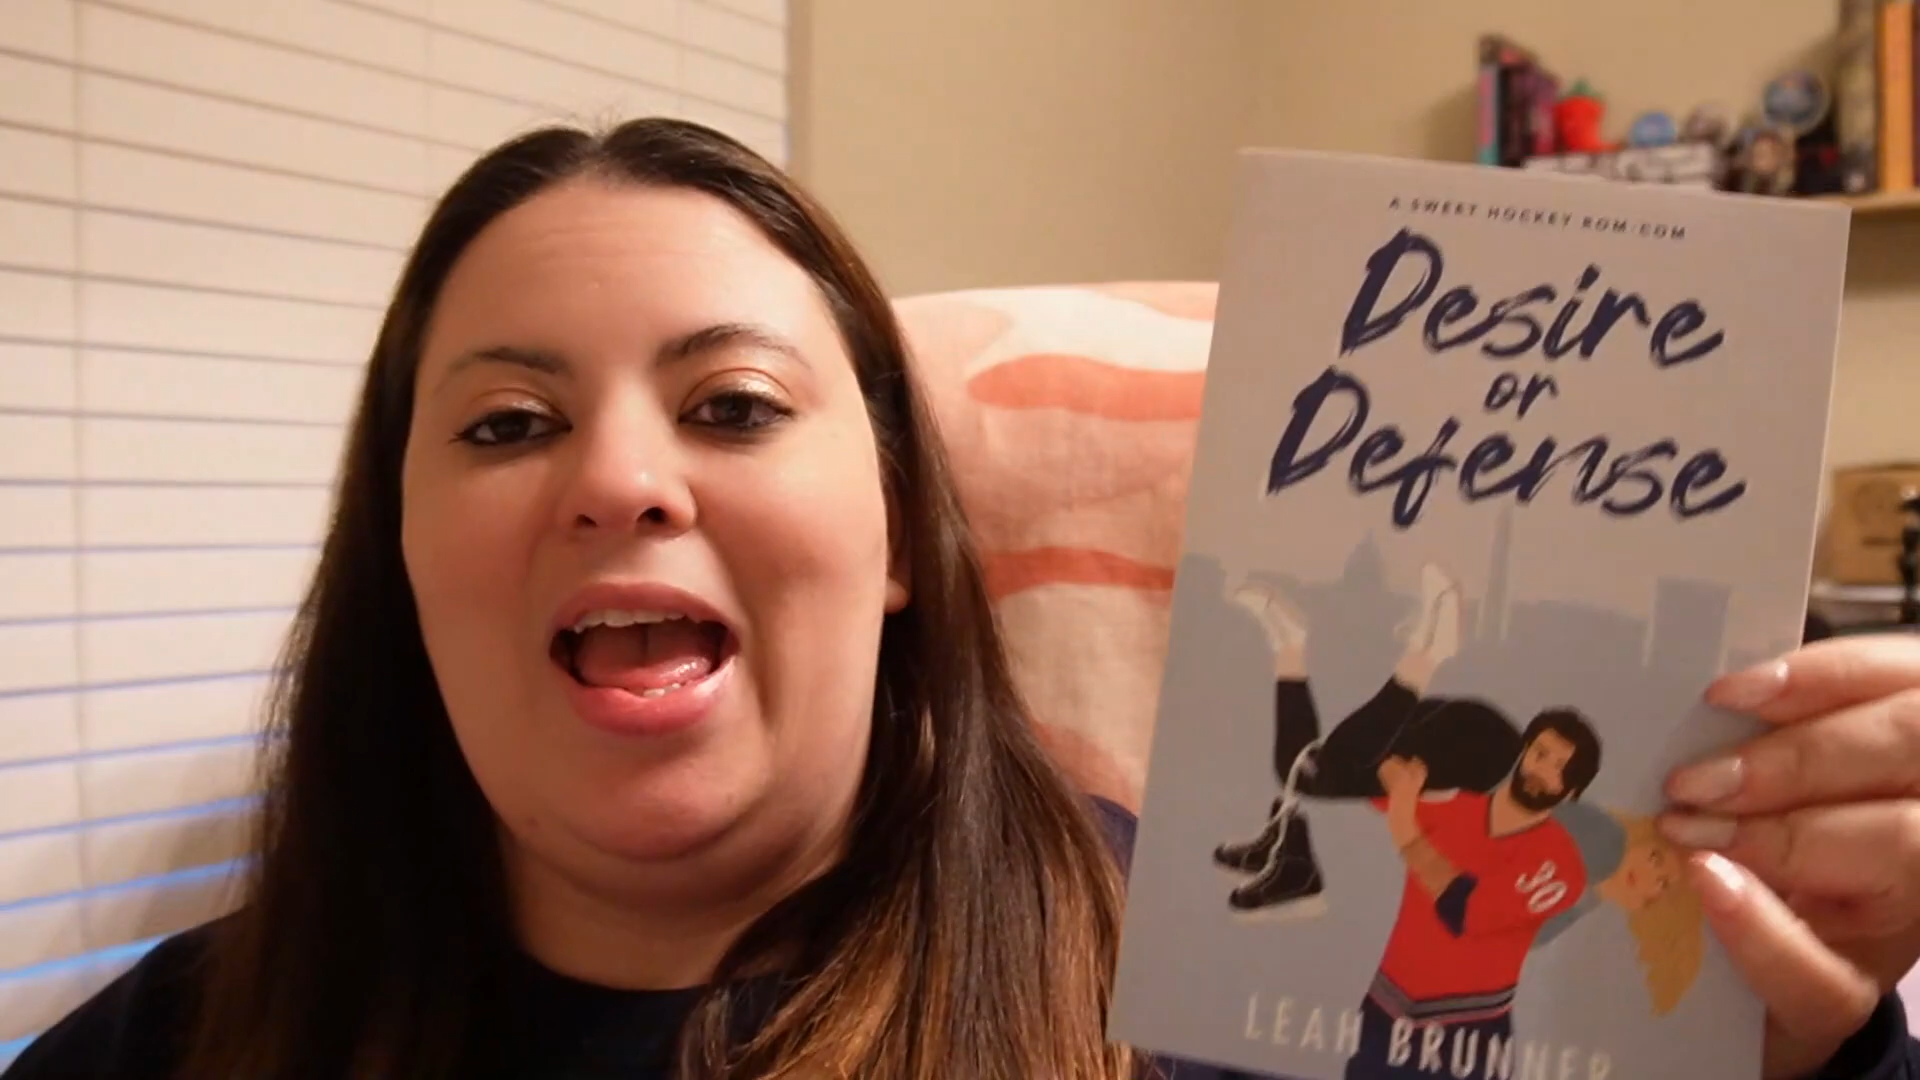 A SWEET HOCKEY ROM-COM
Desire
or
Defense
30
LEAH BRUNNER